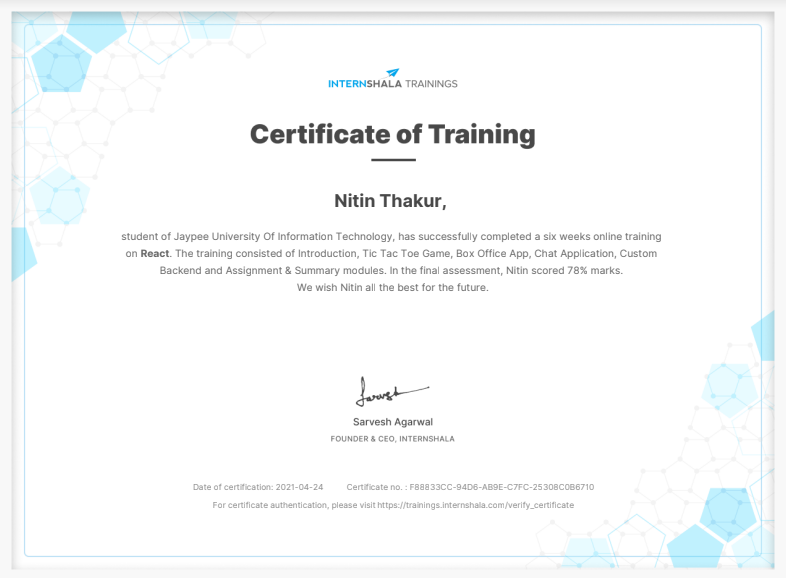 INTERNSHALA TRAININGS
Certificate of Training
Nitin Thakur,
student of Jaypee University Of Information Technology, has successfully completed a six weeks online training
on React. The training consisted of Introduction, Tic Tac Toe Game, Box Office App, Chat Application, Custom
Backend and Assignment & Summary modules. In the final assessment, Nitin scored 78% marks.
We wish Nitin all the best for the future.
Sarvesh
Sarvesh Agarwal
FOUNDER & CEO, INTERNSHALA
Date of certification: 2021-04-24 Certificate no. : F88833CC-94D6-AB9E-C7FC-25308C0B6710
For certificate authentication, please visit https://trainings.internshala.com/verify_certificate